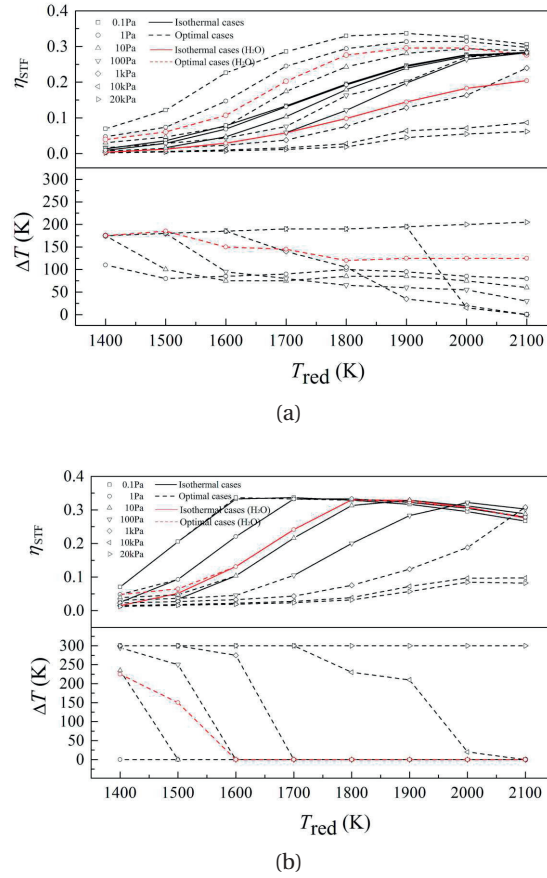 (a)
0.4
0.3
0.2
0.1
0.0
ηSTF
0.1Pa
1Pa
10Pa
100Pa
1kPa
10kPa
20kPa
Isothermal cases
Optimal cases
Isothermal cases (H2O)
Optimal cases (H2O)
300
250
200
150
100
50
0
ΔT (K)
1400 1500 1600 1700 1800 1900 2000 2100
Tred (K)
(a)
0.4
0.3
0.2
0.1
0.0
ηSTF
0.1Pa
1Pa
10Pa
100Pa
1kPa
10kPa
20kPa
Isothermal cases
Optimal cases
Isothermal cases (H2O)
Optimal cases (H2O)
300
250
200
150
100
50
0
ΔT (K)
1400 1500 1600 1700 1800 1900 2000 2100
Tred (K)
(b)